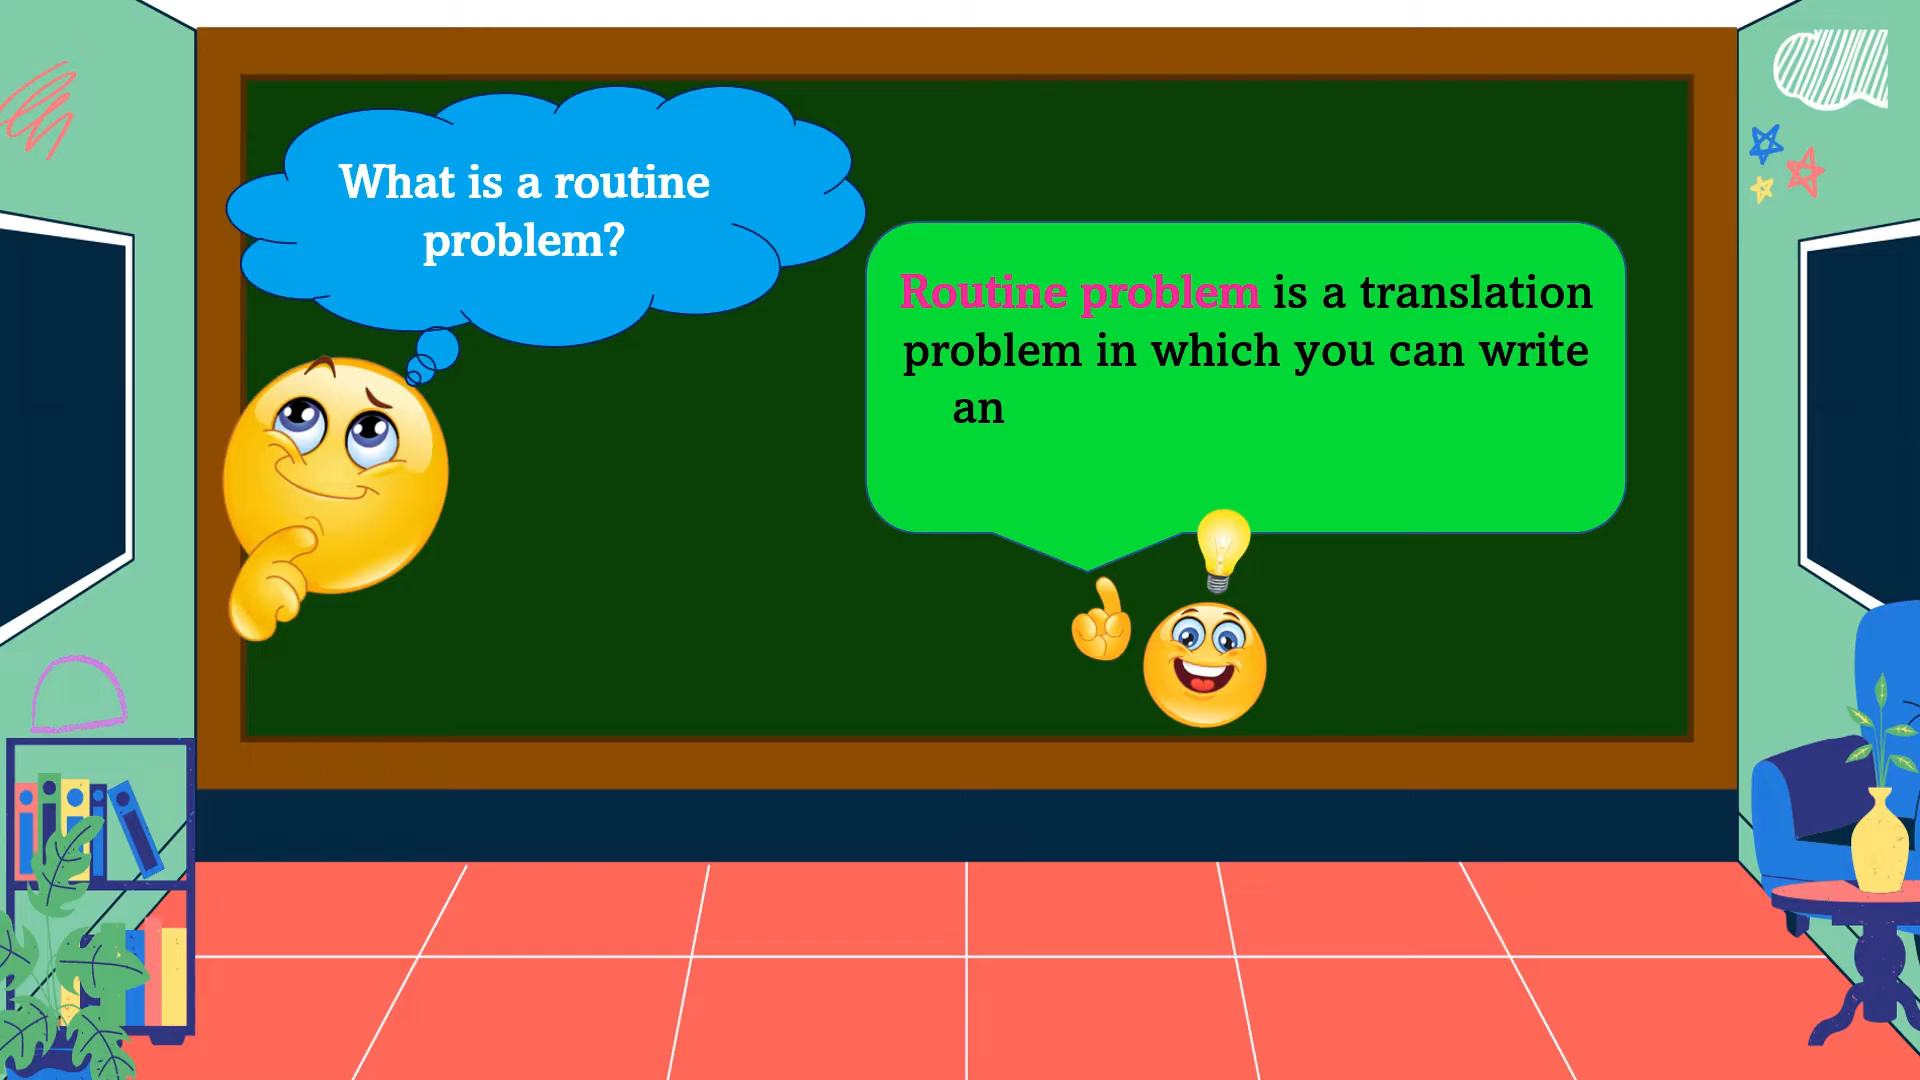 What is a routine
problem?
Routine problem is a translation
problem in which you can write
an